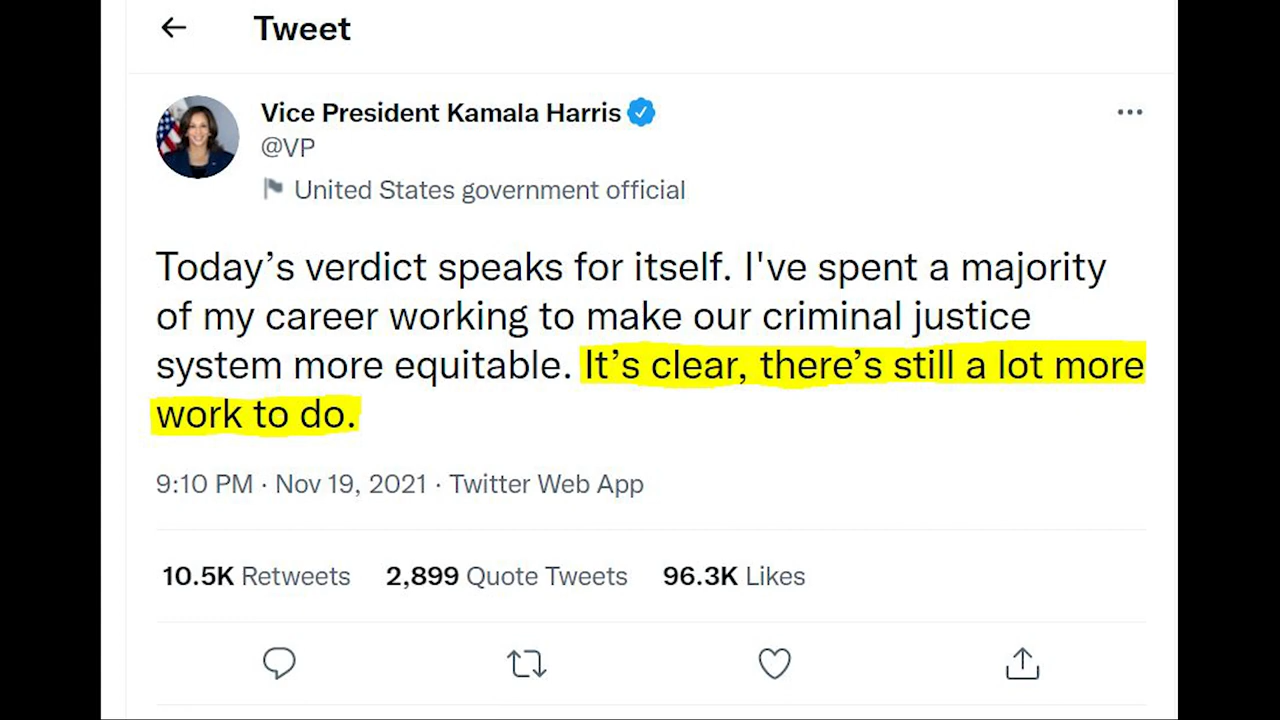 Tweet
Vice President Kamala Harris
@VP
United States government official
Today’s verdict speaks for itself. I've spent a majority
of my career working to make our criminal justice
system more equitable. It’s clear, there’s still a lot more
work to do.
9:10 PM · Nov 19, 2021 · Twitter Web App
10.5K Retweets 2,899 Quote Tweets 96.3K Likes